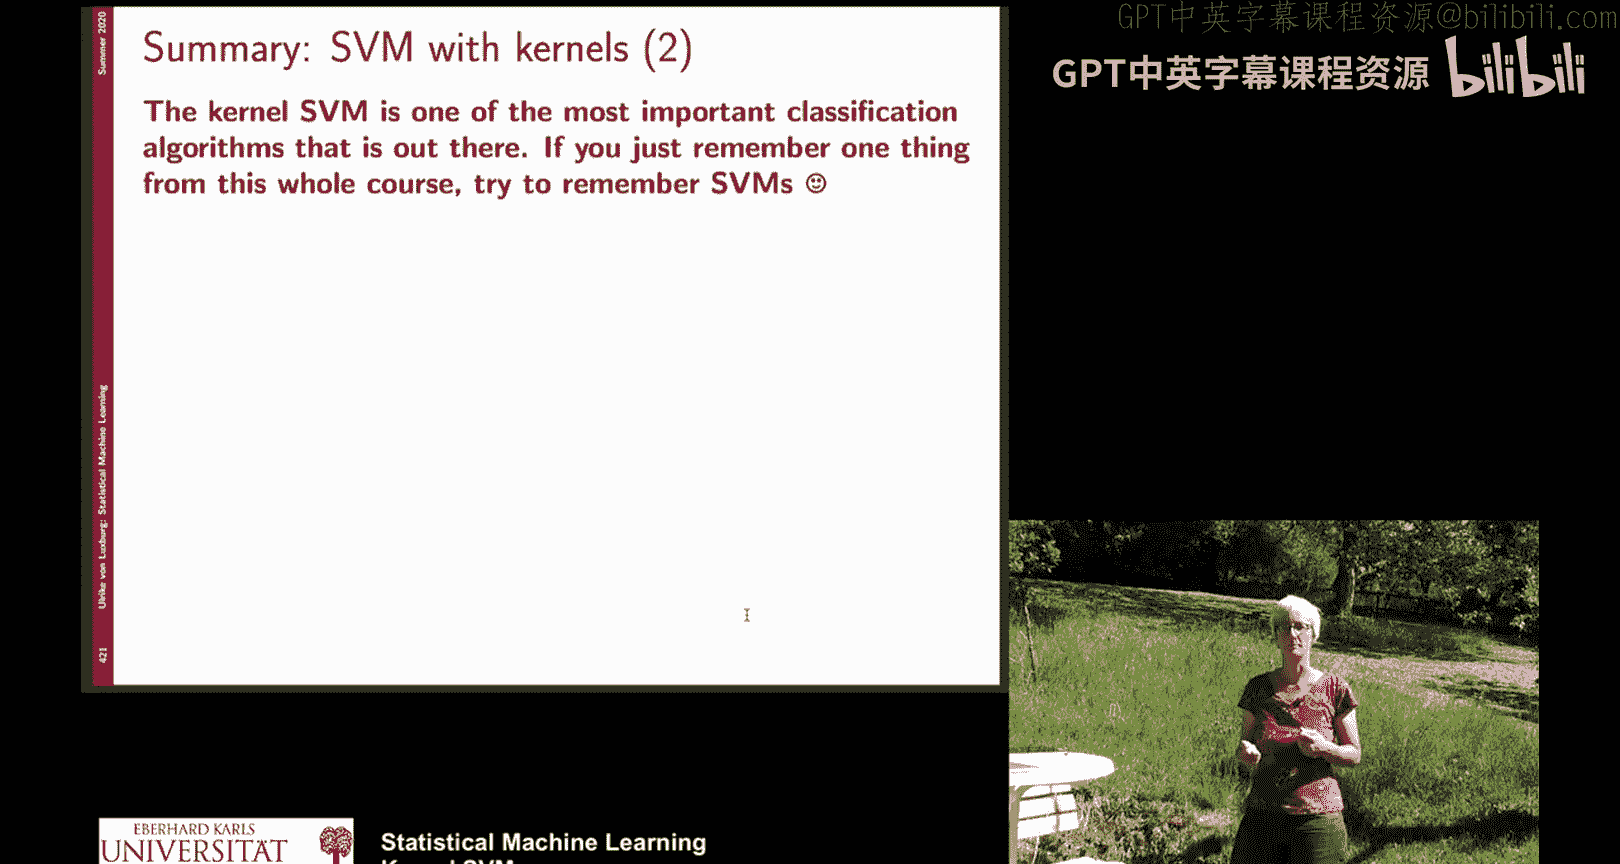 GPT中英字幕课程资源@bilibili.com
GPT中英字幕课程资源 bilibili
Summer 2020
Summary: SVM with kernels (2)
The kernel SVM is one of the most important classification
algorithms that is out there. If you just remember one thing
from this whole course, try to remember SVMs ☺
Ulrike von Luxburg: Statistical Machine Learning
421
EBERHARD KARLS
UNIVERSITÄT
Statistical Machine Learning
Kernel SVM